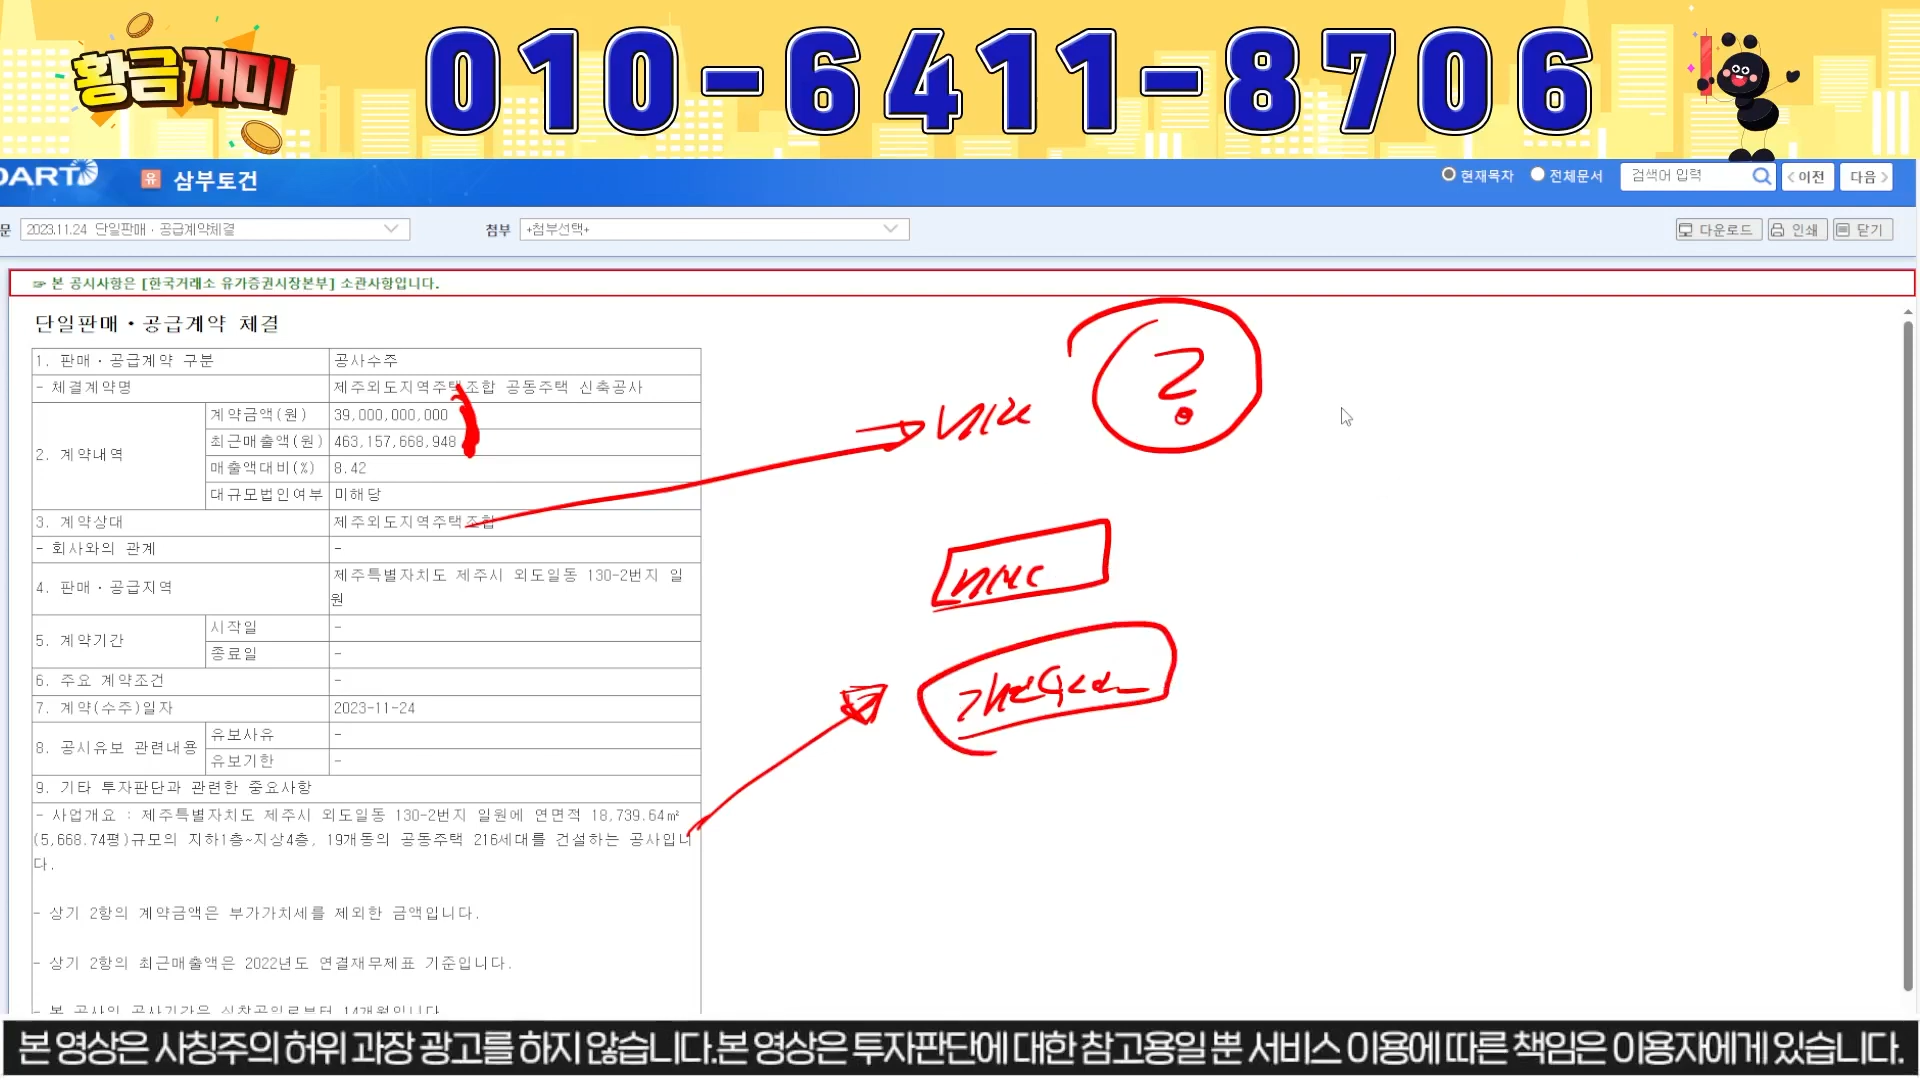 황금개미
010-6411-8706
DART
유 삼부토건
현재목차 전체문서 검색어 입력 이전 다음
문 2023.11.24 단일판매·공급계약체결
첨부 +첨부선택+
다운로드 인쇄 닫기
☞ 본 공시사항은 [한국거래소 유가증권시장본부] 소관사항입니다.
단일판매·공급계약 체결
1. 판매·공급계약 구분 공사수주
- 체결계약명 제주외도지역주택조합 공동주택 신축공사
2. 계약내역
계약금액(원) 39,000,000,000
최근매출액(원) 463,157,668,948
매출액대비(%) 8.42
대규모법인여부 미해당
3. 계약상대 제주외도지역주택조합
- 회사와의 관계 -
4. 판매·공급지역 제주특별자치도 제주시 외도일동 130-2번지 일
원
5. 계약기간
시작일 -
종료일 -
6. 주요 계약조건 -
7. 계약(수주)일자 2023-11-24
8. 공시유보 관련내용
유보사유 -
유보기한 -
9. 기타 투자판단과 관련한 중요사항
- 사업개요 : 제주특별자치도 제주시 외도일동 130-2번지 일원에 연면적 18,739.64㎡
(5,668.74평)규모의 지하1층~지상4층, 19개동의 공동주택 216세대를 건설하는 공사입니
다.
- 상기 2항의 계약금액은 부가가치세를 제외한 금액입니다.
- 상기 2항의 최근매출액은 2022년도 연결재무제표 기준입니다.
- 본 공사의 공사기간은 실착공일로부터 14개월입니다
?
본 영상은 사칭주의 허위 과장 광고를 하지 않습니다.본 영상은 투자판단에 대한 참고용일 뿐 서비스 이용에 따른 책임은 이용자에게 있습니다.